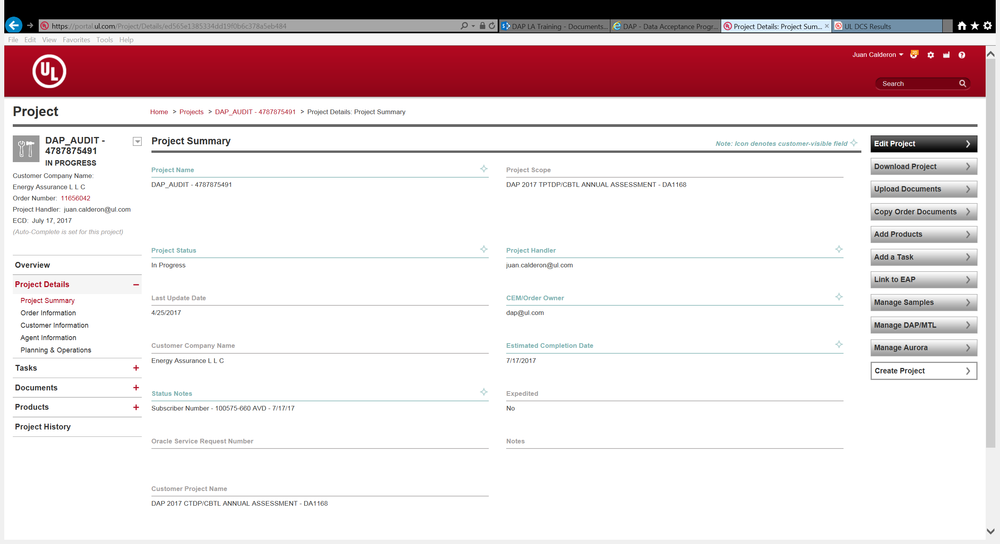 https://portal.ul.com/Project/Details/ed565e1385334dd19f0b6c378a5eb484
DAP LA Training - Documents...
DAP - Data Acceptance Progr...
Project Details: Project Sum...
UL DCS Results
File Edit View Favorites Tools Help
UL
Juan Calderon
20
Search
Project
Home > Projects > DAP_AUDIT - 4787875491 > Project Details: Project Summary
DAP_AUDIT -
4787875491
IN PROGRESS
Customer Company Name:
Energy Assurance L L C
Order Number: 11656042
Project Handler: juan.calderon@ul.com
ECD: July 17, 2017
(Auto-Complete is set for this project)
Overview
Project Details
Project Summary
Order Information
Customer Information
Agent Information
Planning & Operations
Tasks
Documents
Products
Project History
Project Summary
Note: Icon denotes customer-visible field
Project Name
DAP_AUDIT - 4787875491
Project Scope
DAP 2017 TPTDP/CBTL ANNUAL ASSESSMENT - DA1168
Project Status
In Progress
Project Handler
juan.calderon@ul.com
Last Update Date
4/25/2017
CEM/Order Owner
dap@ul.com
Customer Company Name
Energy Assurance L L C
Estimated Completion Date
7/17/2017
Status Notes
Subscriber Number - 100575-660 AVD - 7/17/17
Expedited
No
Oracle Service Request Number
Notes
Customer Project Name
DAP 2017 CTDP/CBTL ANNUAL ASSESSMENT - DA1168
Edit Project
Download Project
Upload Documents
Copy Order Documents
Add Products
Add a Task
Link to EAP
Manage Samples
Manage DAP/MTL
Manage Aurora
Create Project